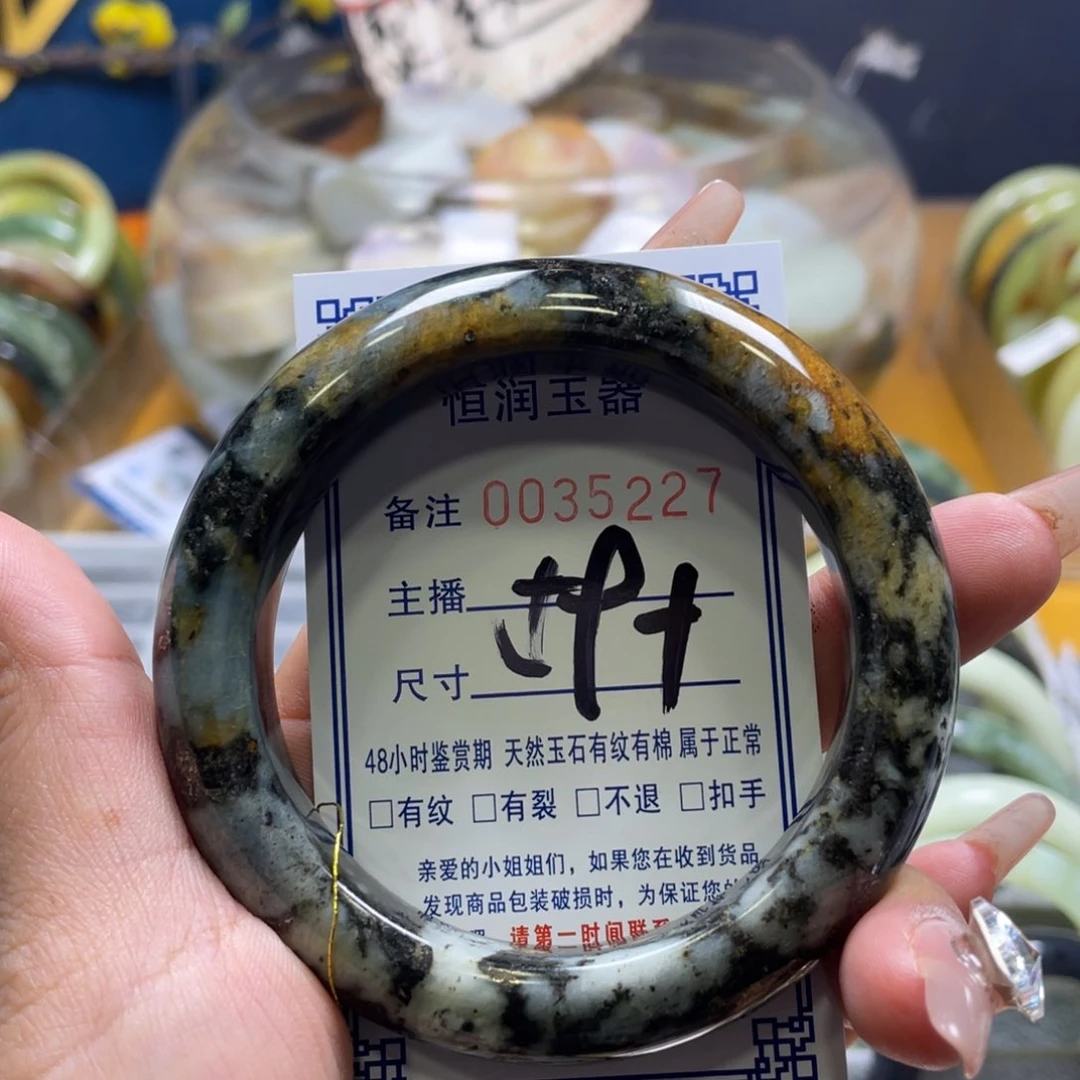 恒润玉器
备注 0035227
主播
尺寸
48小时鉴赏期 天然玉石有纹有棉 属于正常
□有纹 □有裂 □不退 □扣手
亲爱的小姐姐们，如果您在收到货品
发现商品包装破损时，为保证您的
请第一时间联系